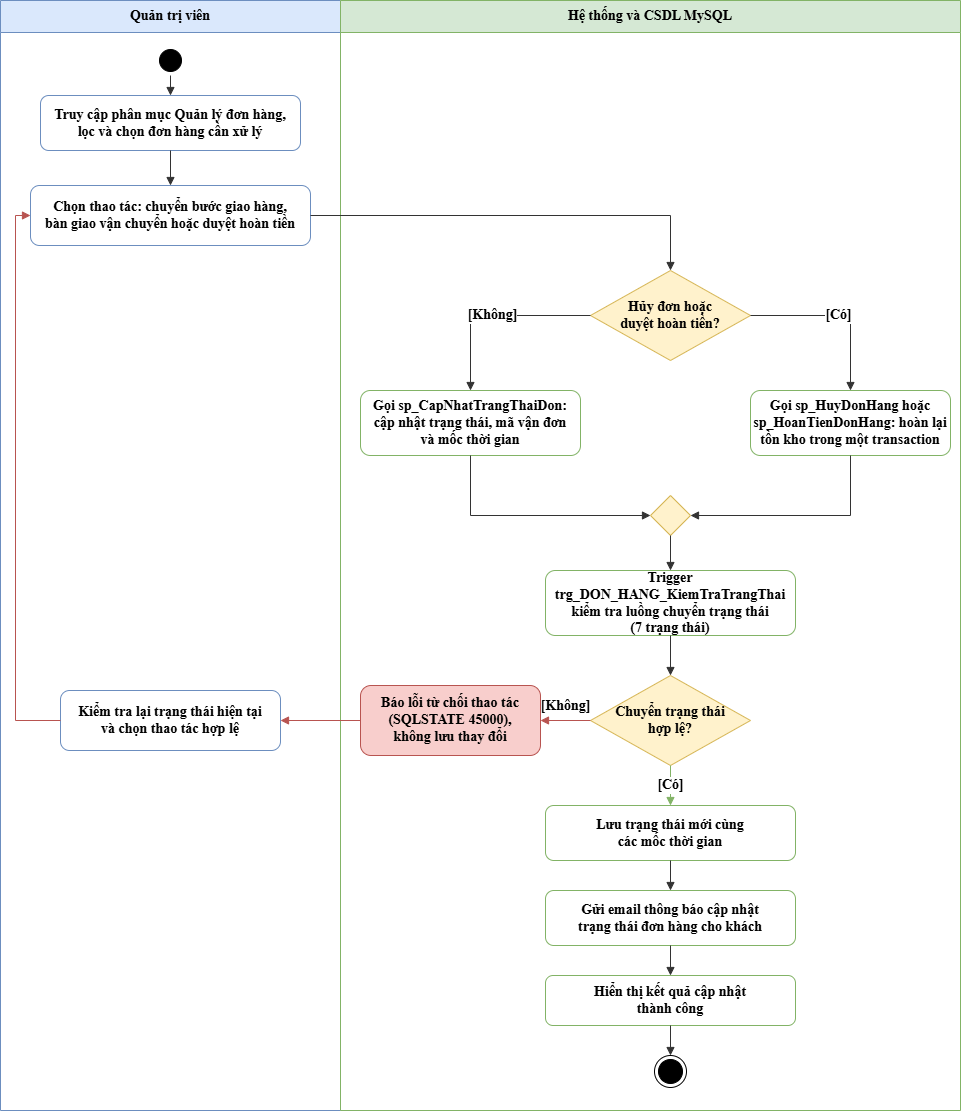 Quản trị viên
Hệ thống và CSDL MySQL
Truy cập phân mục Quản lý đơn hàng,
lọc và chọn đơn hàng cần xử lý
Chọn thao tác: chuyển bước giao hàng,
bàn giao vận chuyển hoặc duyệt hoàn tiền
Hủy đơn hoặc
duyệt hoàn tiền?
[Không]
[Có]
Gọi sp_CapNhatTrangThaiDon:
cập nhật trạng thái, mã vận đơn
và mốc thời gian
Gọi sp_HuyDonHang hoặc
sp_HoanTienDonHang: hoàn lại
tồn kho trong một transaction
Trigger
trg_DON_HANG_KiemTraTrangThai
kiểm tra luồng chuyển trạng thái
(7 trạng thái)
Kiểm tra lại trạng thái hiện tại
và chọn thao tác hợp lệ
Báo lỗi từ chối thao tác
(SQLSTATE 45000),
không lưu thay đổi
[Không]
Chuyển trạng thái
hợp lệ?
[Có]
Lưu trạng thái mới cùng
các mốc thời gian
Gửi email thông báo cập nhật
trạng thái đơn hàng cho khách
Hiển thị kết quả cập nhật
thành công